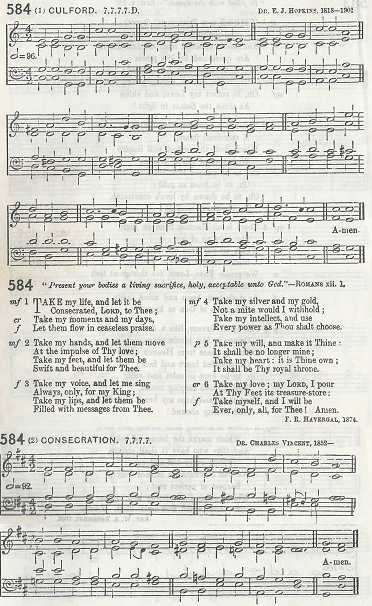 584 (1) CULFORD. 7.7.7.7.D. DR. E. J. HOPKINS, 1818—1901
=96.
A-men.
584 "Present your bodies a living sacrifice, holy, acceptable unto God."—ROMANS xii. 1.
mf 1 TAKE my life, and let it be
Consecrated, LORD, to Thee;
cr Take my moments and my days,
f Let them flow in ceaseless praise.
mf 2 Take my hands, and let them move
At the impulse of Thy love;
Take my feet, and let them be
Swift and beautiful for Thee.
f 3 Take my voice, and let me sing
Always, only, for my King;
Take my lips, and let them be
Filled with messages from Thee.
mf 4 Take my silver and my gold,
Not a mite would I withhold;
Take my intellect, and use
Every power as Thou shalt choose.
p 5 Take my will, and make it Thine:
It shall be no longer mine;
Take my heart: it is Thine own;
It shall be Thy royal throne.
cr 6 Take my love; my LORD, I pour
At Thy Feet its treasure-store:
f Take myself, and I will be
Ever, only, all, for Thee! Amen.
F. R. HAVERGAL, 1874.
584 (2) CONSECRATION. 7.7.7.7. DR. CHARLES VINCENT, 1852—
=92.
A-men.